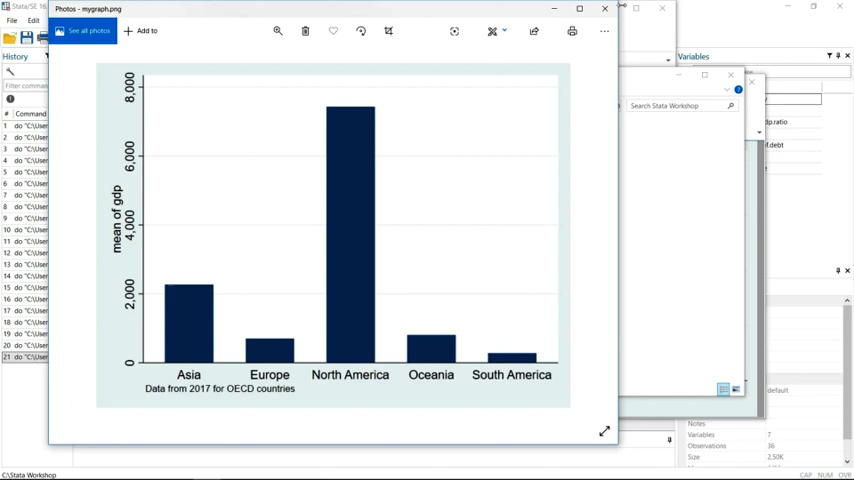 Stata/SE 16.
File Edit
History
Filter comman
# Command
1 do "C:\User
2 do "C:\User
3 do "C:\User
4 do "C:\User
5 do "C:\User
6 do "C:\User
7 do "C:\User
8 do "C:\User
9 do "C:\User
10 do "C:\User
11 do "C:\User
12 do "C:\User
13 do "C:\User
14 do "C:\User
15 do "C:\User
16 do "C:\User
17 do "C:\User
18 do "C:\User
19 do "C:\User
20 do "C:\User
21 do "C:\User
Photos - mygraph.png
See all photos
Add to
mean of gdp
8,000
6,000
4,000
2,000
0
Asia Europe North America Oceania South America
Data from 2017 for OECD countries
Search Stata Workshop
Variables
dp.ratio
f.debt
default
Notes
Variables 7
Observations 36
Size 2.50K
C:\Stata Workshop
CAP NUM OVR